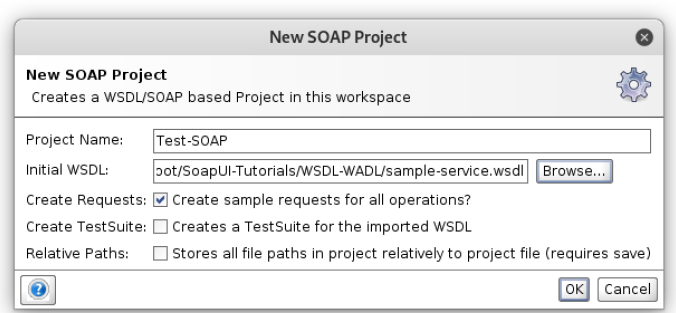 New SOAP Project
New SOAP Project
Creates a WSDL/SOAP based Project in this workspace
Project Name: Test-SOAP
Initial WSDL: oot/SoapUI-Tutorials/WSDL-WADL/sample-service.wsdl Browse...
Create Requests: Create sample requests for all operations?
Create TestSuite: Creates a TestSuite for the imported WSDL
Relative Paths: Stores all file paths in project relatively to project file (requires save)
? OK Cancel